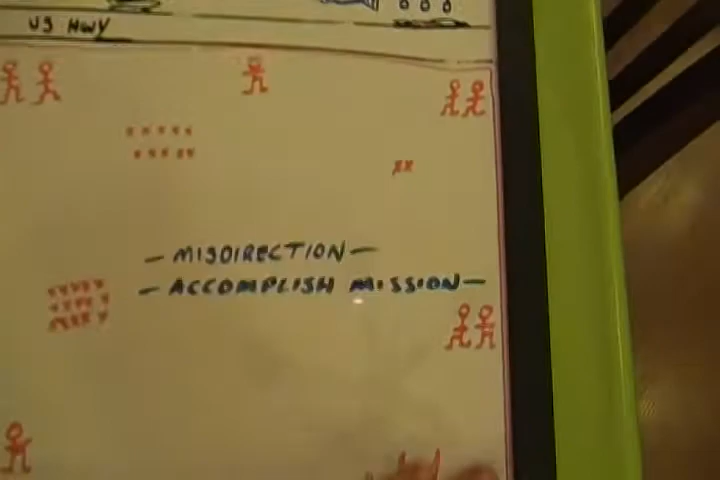 US HWY
- MISDIRECTION -
- ACCOMPLISH MISSION -